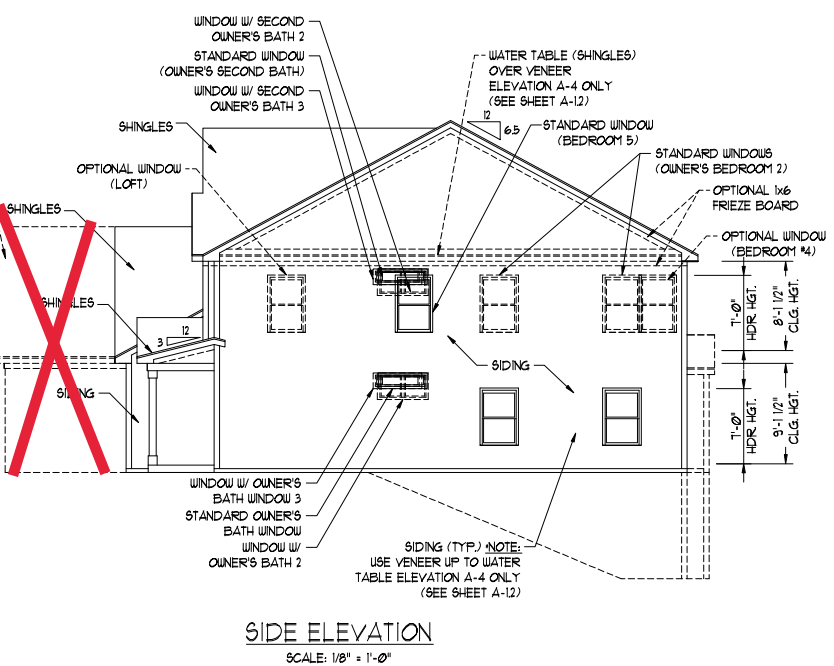 WINDOW W/ SECOND
OWNER'S BATH 2
STANDARD WINDOW
(OWNER'S SECOND BATH)
WINDOW W/ SECOND
OWNER'S BATH 3
WATER TABLE (SHINGLES)
OVER VENEER
ELEVATION A-4 ONLY
(SEE SHEET A-1.2)
12
6.5
SHINGLES
STANDARD WINDOW
(BEDROOM 5)
STANDARD WINDOWS
(OWNER'S BEDROOM 2)
OPTIONAL WINDOW
(LOFT)
OPTIONAL 1x6
FRIEZE BOARD
SHINGLES
OPTIONAL WINDOW
(BEDROOM #4)
SHINGLES
12
3
7'-0"
HDR. HGT.
8'-1 1/2"
CLG. HGT.
SIDING
SIDING
7'-0"
HDR. HGT.
9'-1 1/2"
CLG. HGT.
WINDOW W/ OWNER'S
BATH WINDOW 3
STANDARD OWNER'S
BATH WINDOW
WINDOW W/
OWNER'S BATH 2
SIDING (TYP.) *NOTE:
USE VENEER UP TO WATER
TABLE ELEVATION A-4 ONLY
(SEE SHEET A-1.2)
SIDE ELEVATION
SCALE: 1/8" = 1'-0"